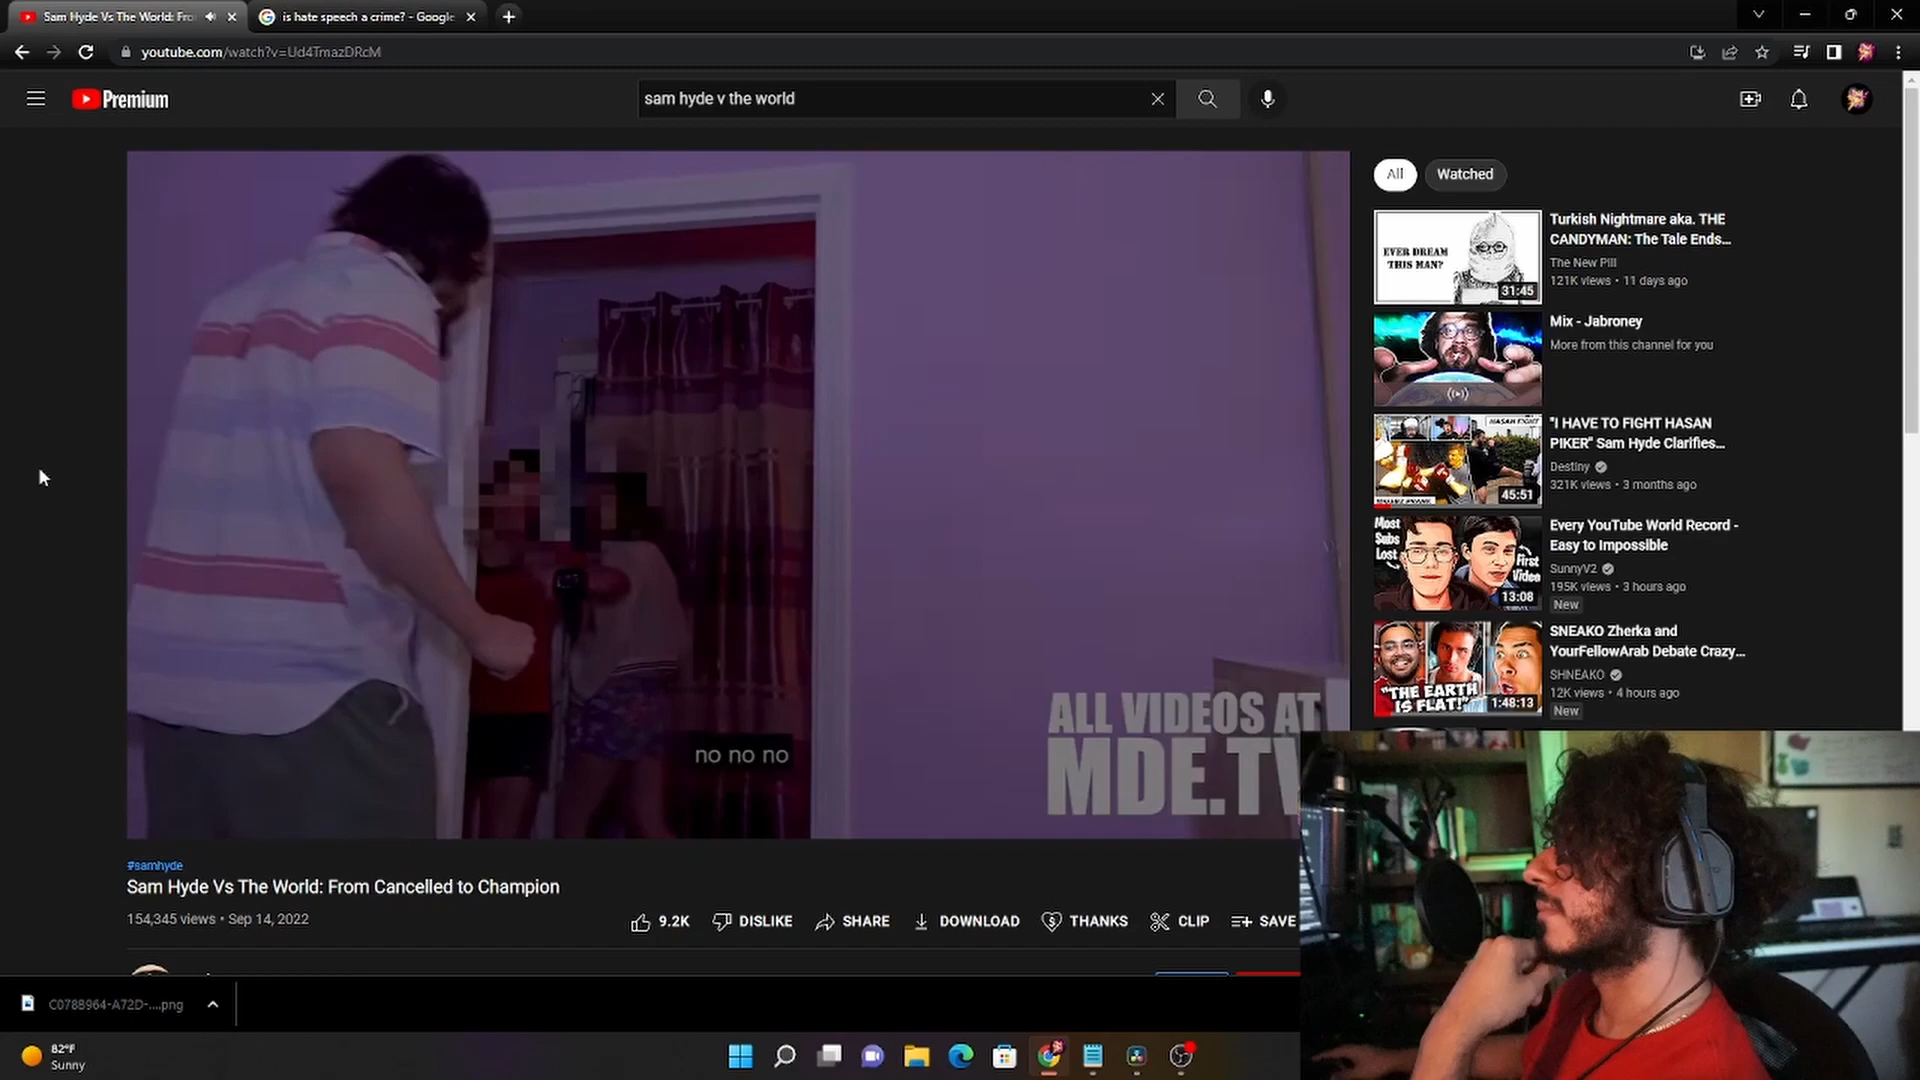 Sam Hyde Vs The World: Fro
is hate speech a crime? - Google
youtube.com/watch?v=Ud4TmazDRcM
Premium
sam hyde v the world
All
Watched
EVER DREAM
THIS MAN?
31:45
Turkish Nightmare aka. THE
CANDYMAN: The Tale Ends...
The New Pill
121K views • 11 days ago
Mix - Jabroney
More from this channel for you
HASAN FIGHT
45:51
"I HAVE TO FIGHT HASAN
PIKER" Sam Hyde Clarifies...
Destiny
321K views • 3 months ago
Most
Subs
Lost
First
Video
13:08
Every YouTube World Record -
Easy to Impossible
SunnyV2
195K views • 3 hours ago
New
"THE EARTH
IS FLAT!"
1:48:13
SNEAKO Zherka and
YourFellowArab Debate Crazy...
SHNEAKO
12K views • 4 hours ago
New
no no no
ALL VIDEOS AT
MDE.TV
#samhyde
Sam Hyde Vs The World: From Cancelled to Champion
154,345 views • Sep 14, 2022
9.2K
DISLIKE
SHARE
DOWNLOAD
THANKS
CLIP
SAVE
C0788964-A72D-....png
82°F
Sunny